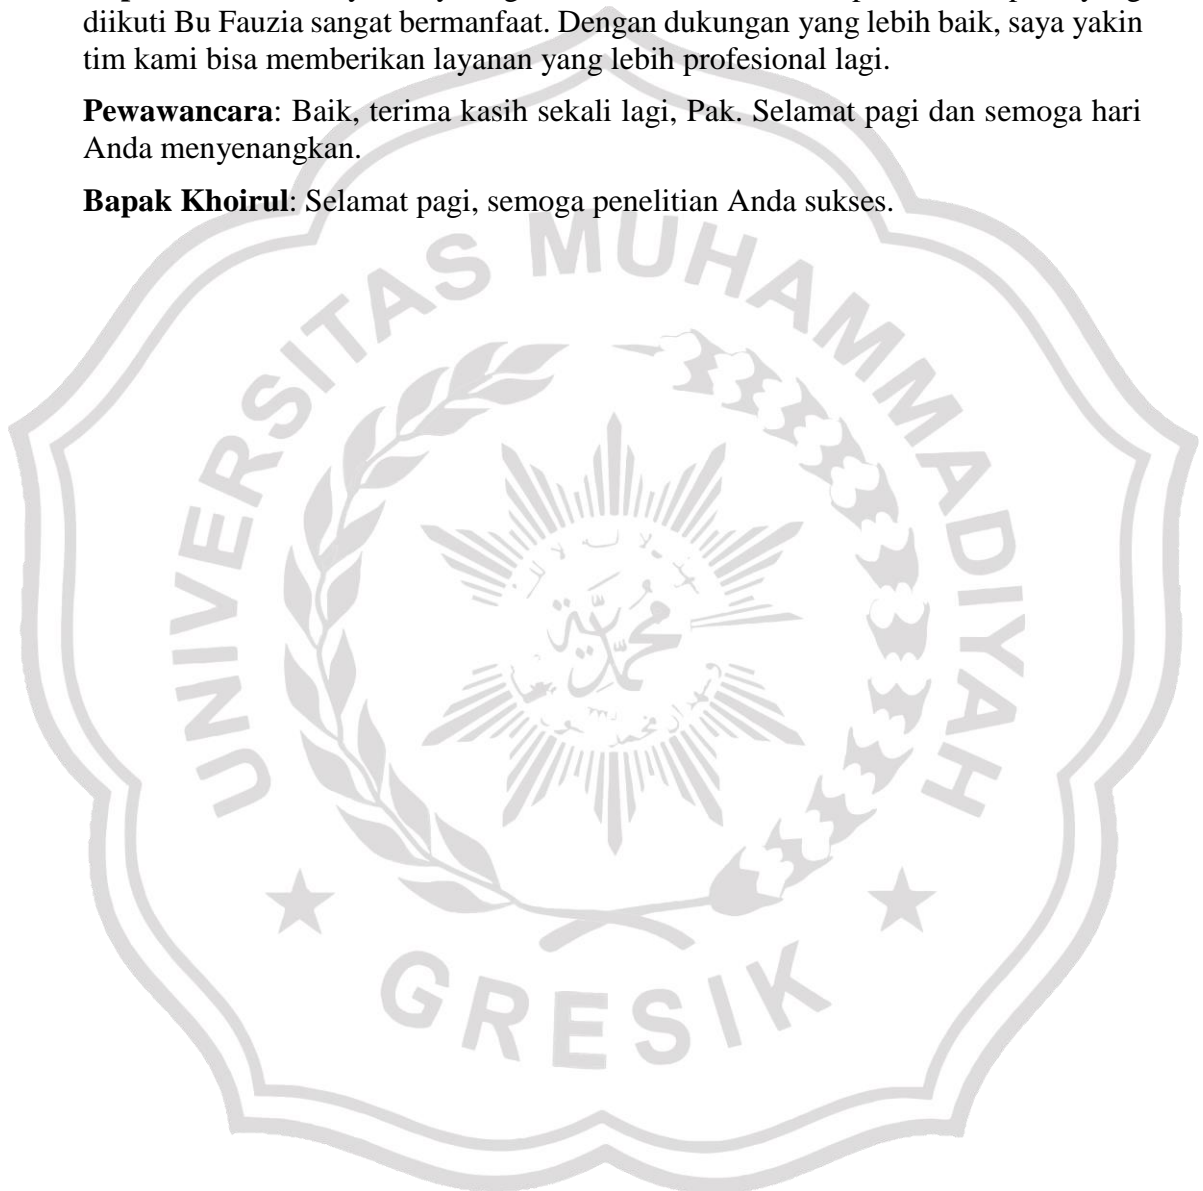 diikuti Bu Fauzia sangat bermanfaat. Dengan dukungan yang lebih baik, saya yakin
tim kami bisa memberikan layanan yang lebih profesional lagi.
Pewawancara: Baik, terima kasih sekali lagi, Pak. Selamat pagi dan semoga hari
Anda menyenangkan.
Bapak Khoirul: Selamat pagi, semoga penelitian Anda sukses.
UNIVERSITAS MUHAMMADIYAH
محمدية
GRESIK